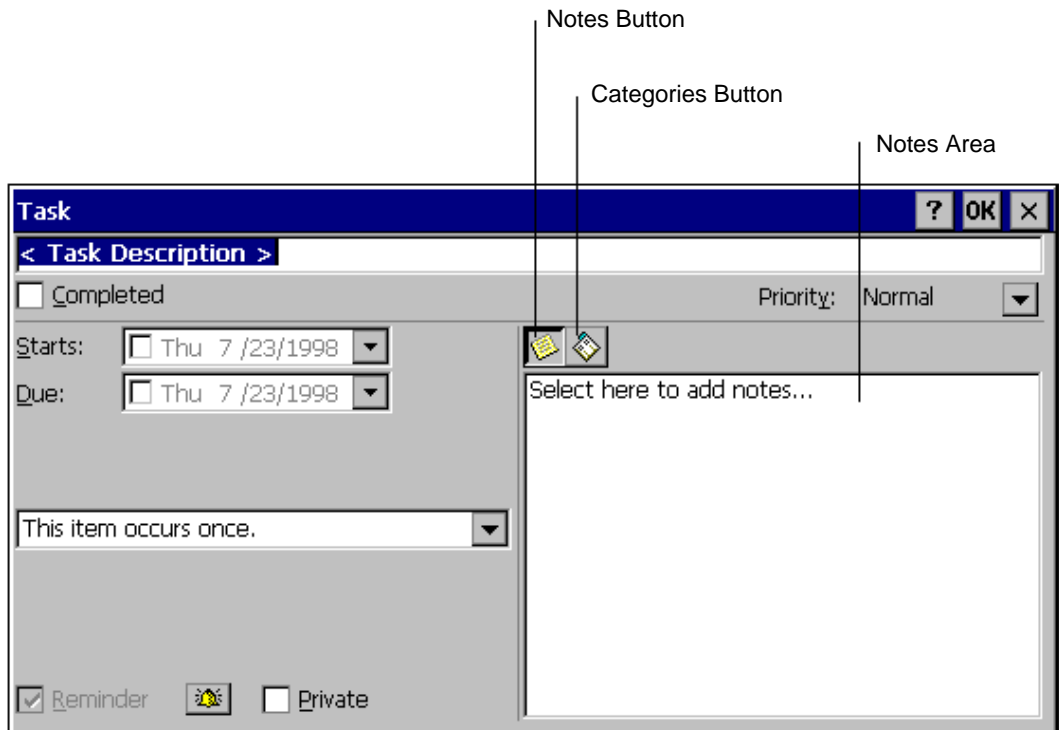 Notes Button
Categories Button
Notes Area
Task ? OK ×
< Task Description >
Completed Priority: Normal
Starts: Thu 7 /23/1998
Due: Thu 7 /23/1998
Select here to add notes...
This item occurs once.
Reminder Private